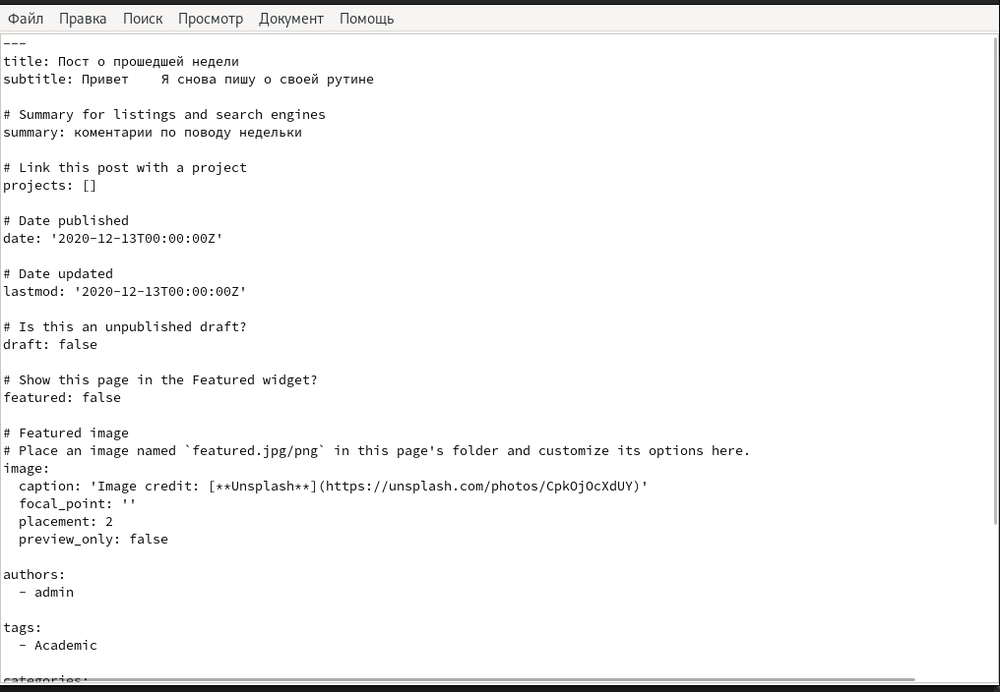 Файл Правка Поиск Просмотр Документ Помощь
---
title: Пост о прошедшей недели
subtitle: Привет    Я снова пишу о своей рутине

# Summary for listings and search engines
summary: коментарии по поводу недельки

# Link this post with a project
projects: []

# Date published
date: '2020-12-13T00:00:00Z'

# Date updated
lastmod: '2020-12-13T00:00:00Z'

# Is this an unpublished draft?
draft: false

# Show this page in the Featured widget?
featured: false

# Featured image
# Place an image named `featured.jpg/png` in this page's folder and customize its options here.
image:
  caption: 'Image credit: [**Unsplash**](https://unsplash.com/photos/CpkOjOcXdUY)'
  focal_point: ''
  placement: 2
  preview_only: false

authors:
  - admin

tags:
  - Academic

categories: